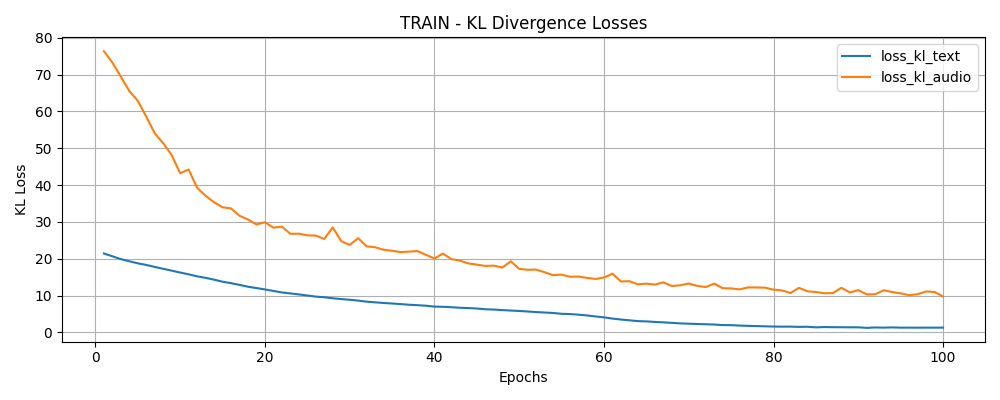 TRAIN - KL Divergence Losses
80
70
60
50
40
30
20
10
0
KL Loss
loss_kl_text
loss_kl_audio
0 20 40 60 80 100
Epochs